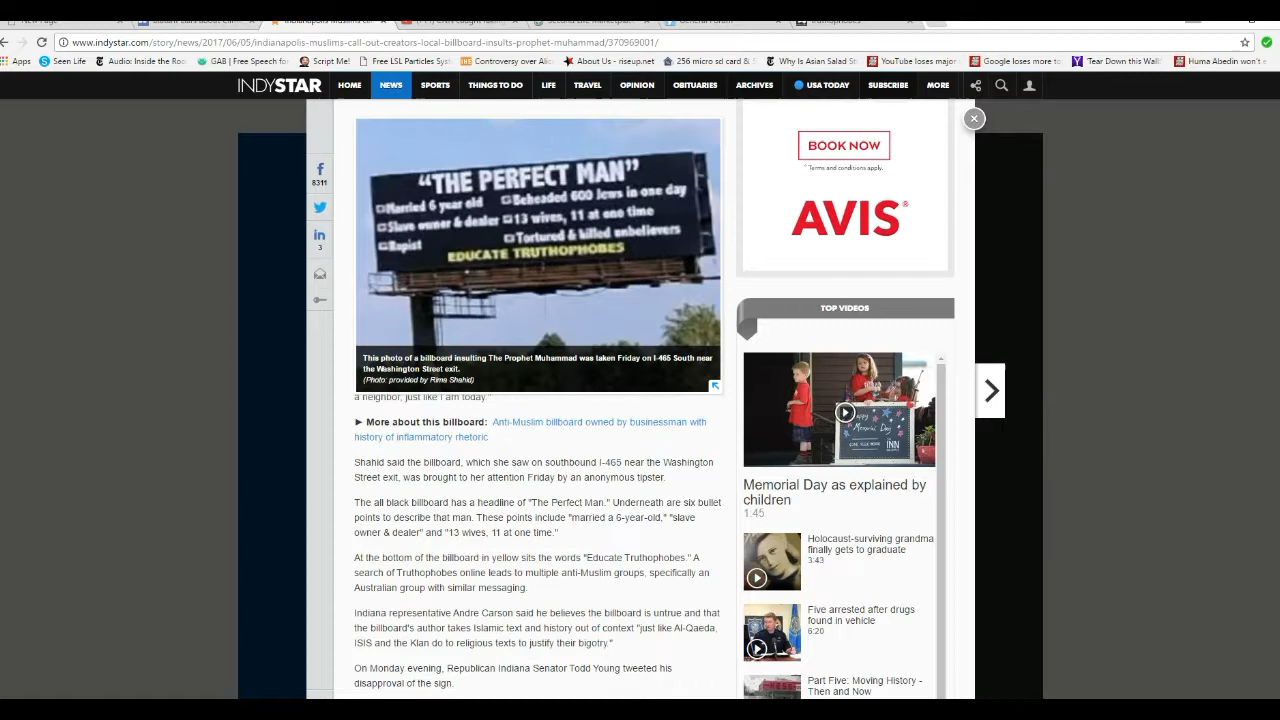 www.indystar.com/story/news/2017/06/05/indianapolis-muslims-call-out-creators-local-billboard-insults-prophet-muhammad/370969001/
Apps
Seen Life
Audio: Inside the Roo
GAB | Free Speech fo
Script Me!
Free LSL Particles Sys
Controversy over Alic
About Us - riseup.net
256 micro sd card & S
Why Is Asian Salad St
YouTube loses major
Google loses more to
"Tear Down this Wall
Huma Abedin won't e
INDYSTAR
HOME
NEWS
SPORTS
THINGS TO DO
LIFE
TRAVEL
OPINION
OBITUARIES
ARCHIVES
USA TODAY
SUBSCRIBE
MORE
8311
3
"THE PERFECT MAN"
Married 6 year old
Beheaded 600 Jews in one day
Slave owner & dealer
13 wives, 11 at one time
Rapist
Tortured & killed unbelievers
EDUCATE TRUTHOPHOBES
This photo of a billboard insulting The Prophet Muhammad was taken Friday on I-465 South near
the Washington Street exit.
(Photo: provided by Rima Shahid)
a neighbor, just like I am today."
► More about this billboard: Anti-Muslim billboard owned by businessman with
history of inflammatory rhetoric
Shahid said the billboard, which she saw on southbound I-465 near the Washington
Street exit, was brought to her attention Friday by an anonymous tipster.
The all black billboard has a headline of "The Perfect Man." Underneath are six bullet
points to describe that man. These points include "married a 6-year-old," "slave
owner & dealer" and "13 wives, 11 at one time."
At the bottom of the billboard in yellow sits the words "Educate Truthophobes." A
search of Truthophobes online leads to multiple anti-Muslim groups, specifically an
Australian group with similar messaging.
Indiana representative Andre Carson said he believes the billboard is untrue and that
the billboard's author takes Islamic text and history out of context "just like Al-Qaeda,
ISIS and the Klan do to religious texts to justify their bigotry."
On Monday evening, Republican Indiana Senator Todd Young tweeted his
disapproval of the sign.
BOOK NOW
* Terms and conditions apply.
AVIS®
TOP VIDEOS
Happy
Memorial Day
Memorial Day as explained by
children
1:45
Holocaust-surviving grandma
finally gets to graduate
3:43
Five arrested after drugs
found in vehicle
6:20
Part Five: Moving History -
Then and Now